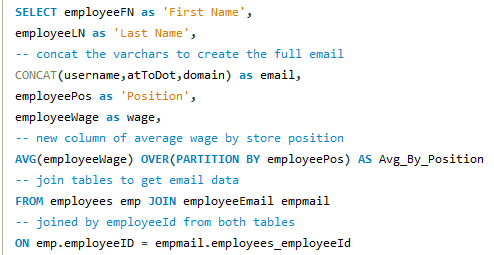 SELECT employeeFN as 'First Name',
employeeLN as 'Last Name',
-- concat the varchars to create the full email
CONCAT(username,atToDot,domain) as email,
employeePos as 'Position',
employeeWage as wage,
-- new column of average wage by store position
AVG(employeeWage) OVER(PARTITION BY employeePos) AS Avg_By_Position
-- join tables to get email data
FROM employees emp JOIN employeeEmail empmail
-- joined by employeeId from both tables
ON emp.employeeID = empmail.employees_employeeId